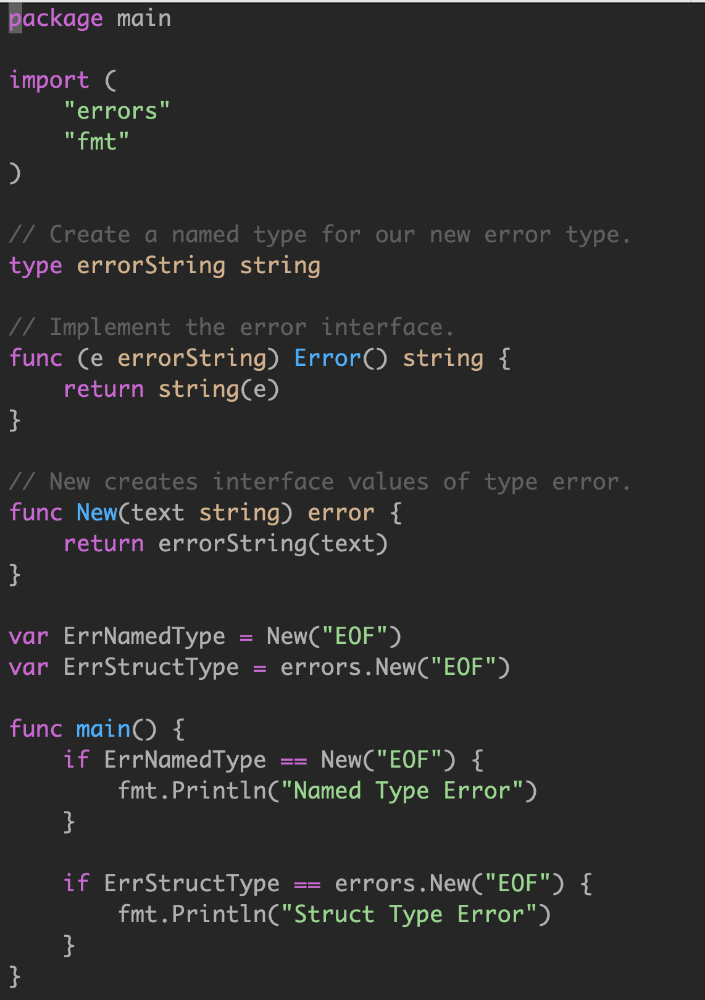 package main
import (
"errors"
"fmt"
)
// Create a named type for our new error type.
type errorString string
// Implement the error interface.
func (e errorString) Error() string {
return string(e)
}
// New creates interface values of type error.
func New(text string) error {
return errorString(text)
}
var ErrNamedType = New("EOF")
var ErrStructType = errors.New("EOF")
func main() {
if ErrNamedType == New("EOF") {
fmt.Println("Named Type Error")
}
if ErrStructType == errors.New("EOF") {
fmt.Println("Struct Type Error")
}
}